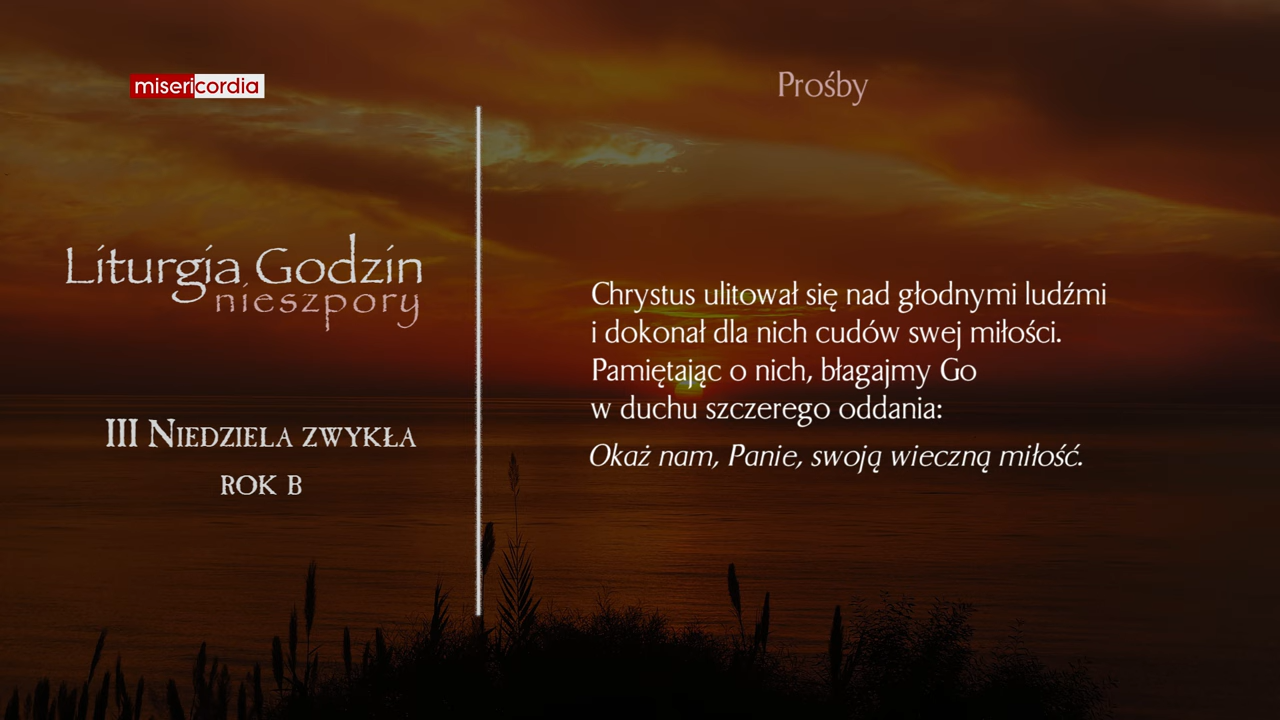 misericordia
Liturgia Godzin
nieszpory
III Niedziela zwykła
rok B
Prośby
Chrystus ulitował się nad głodnymi ludźmi
i dokonał dla nich cudów swej miłości.
Pamiętając o nich, błagajmy Go
w duchu szczerego oddania:
Okaż nam, Panie, swoją wieczną miłość.